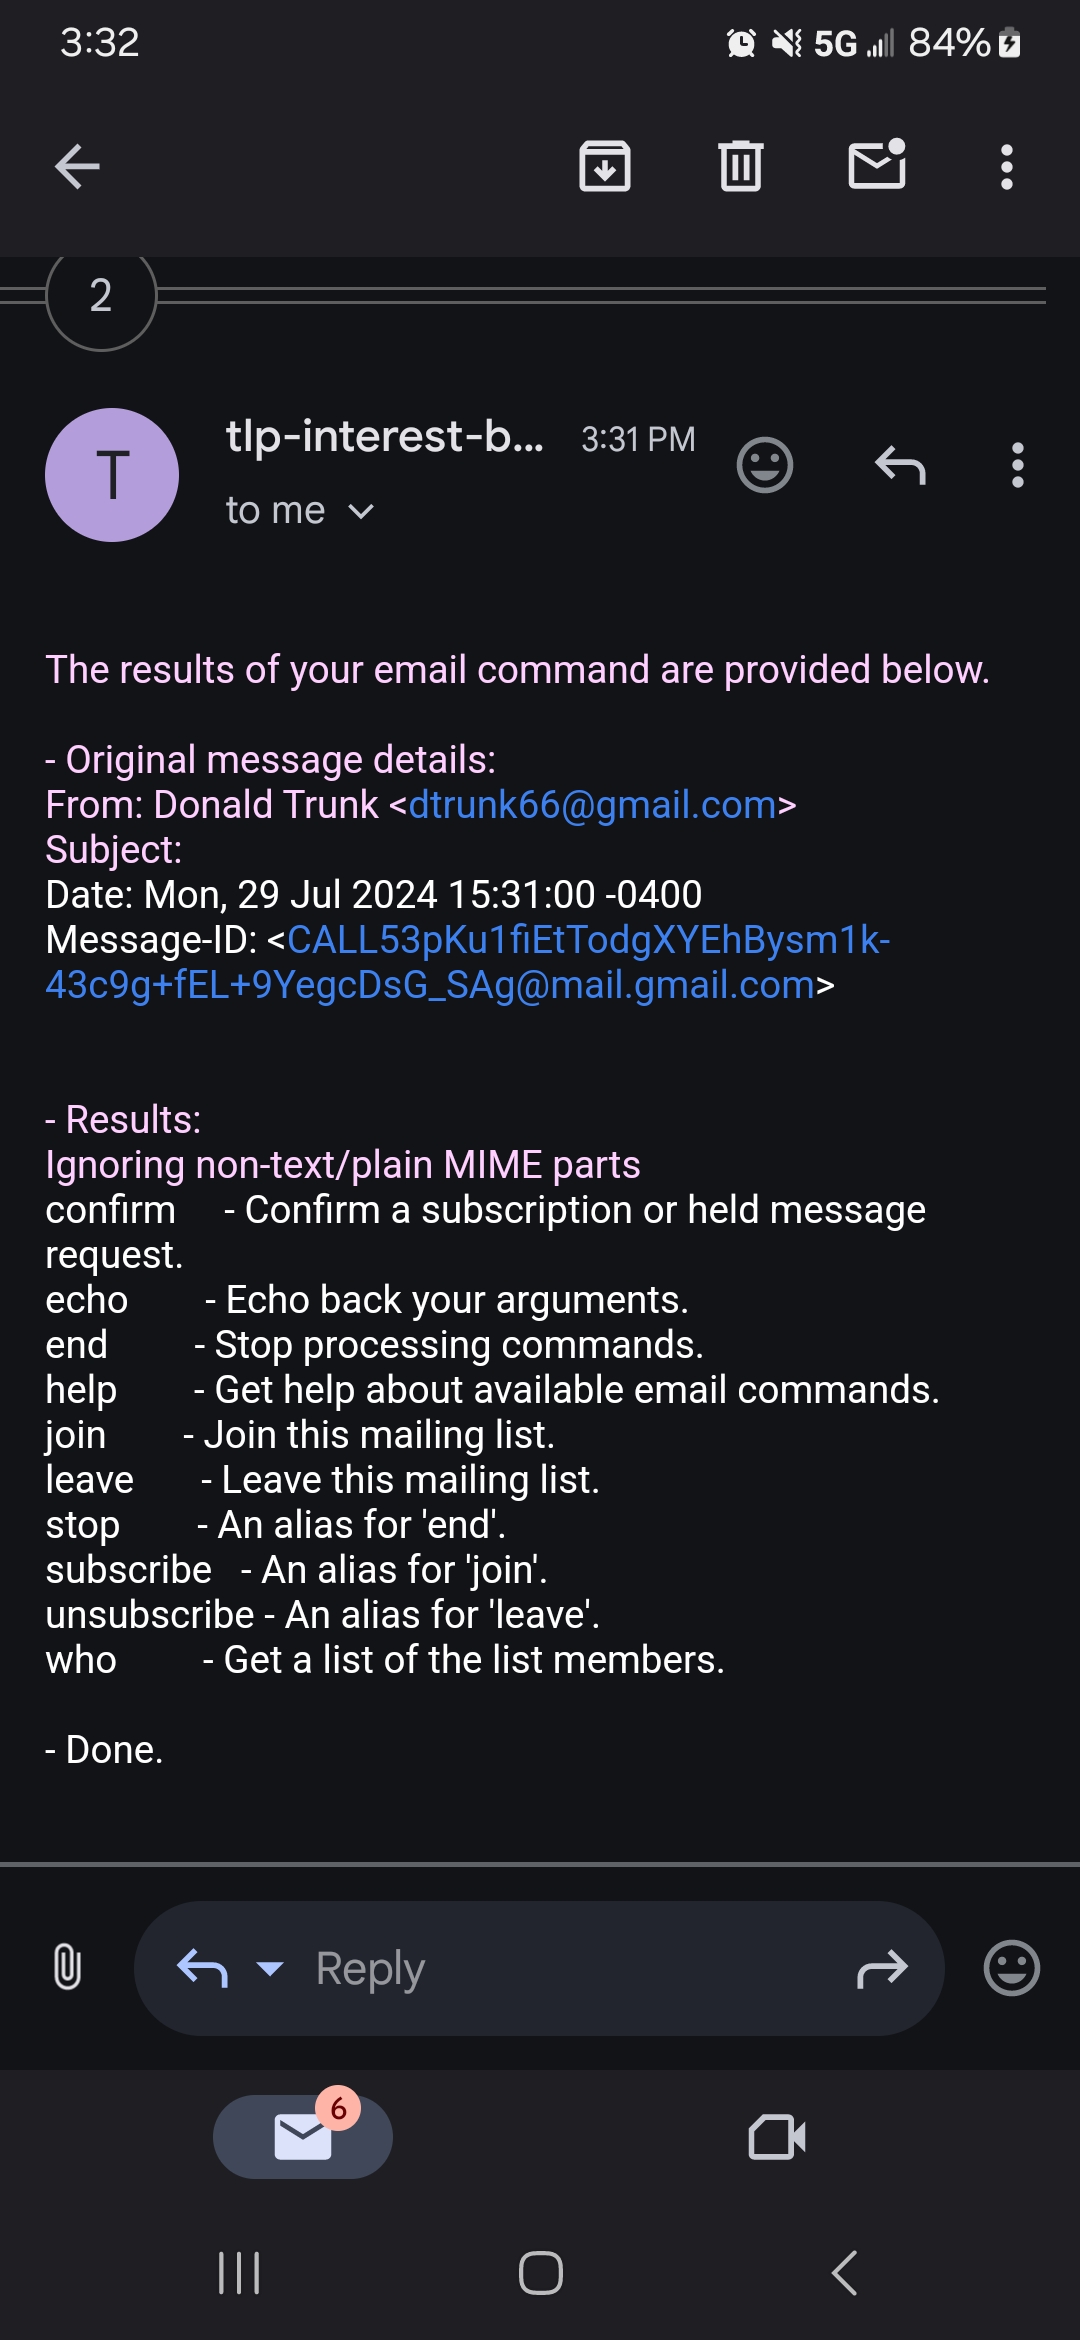 3:32
5G 84%
2
T
tlp-interest-b... 3:31 PM
to me
The results of your email command are provided below.
- Original message details:
From: Donald Trunk <dtrunk66@gmail.com>
Subject:
Date: Mon, 29 Jul 2024 15:31:00 -0400
Message-ID: <CALL53pKu1fiEtTodgXYEhBysm1k-
43c9g+fEL+9YegcDsG_SAg@mail.gmail.com>
- Results:
Ignoring non-text/plain MIME parts
confirm - Confirm a subscription or held message
request.
echo - Echo back your arguments.
end - Stop processing commands.
help - Get help about available email commands.
join - Join this mailing list.
leave - Leave this mailing list.
stop - An alias for 'end'.
subscribe - An alias for 'join'.
unsubscribe - An alias for 'leave'.
who - Get a list of the list members.
- Done.
Reply
6